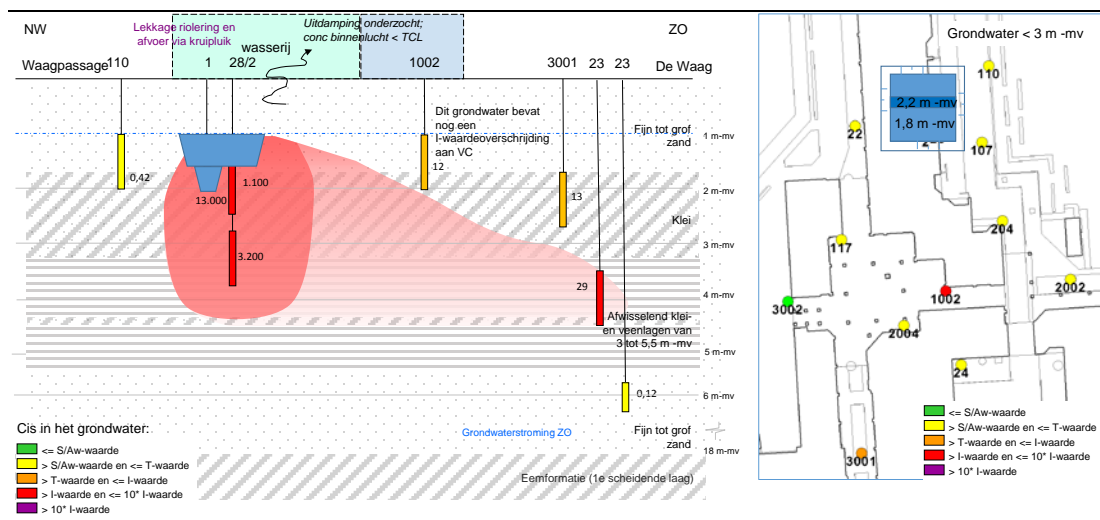 NW
Lekkage riolering en
afvoer via kruipluik
Uitdamping onderzocht;
conc binnenlucht < TCL
wasserij
ZO
Waagpassage
110
1
28/2
1002
3001
23
23
De Waag
Dit grondwater bevat
nog een
I-waardeoverschrijding
aan VC
Fijn tot grof
zand
1 m-mv
0,42
1.100
12
13.000
13
2 m-mv
Klei
3 m-mv
3.200
29
4 m-mv
Afwisselend klei-
en veenlagen van
3 tot 5,5 m -mv
5 m-mv
0,12
6 m-mv
Cis in het grondwater:
Grondwaterstroming ZO
Fijn tot grof
zand
18 m-mv
<= S/Aw-waarde
> S/Aw-waarde en <= T-waarde
> T-waarde en <= I-waarde
> I-waarde en <= 10* I-waarde
> 10* I-waarde
Eemformatie (1e scheidende laag)
Grondwater < 3 m -mv
110
2,2 m -mv
1,8 m -mv
22
107
204
117
2002
1002
3002
2004
24
3001
<= S/Aw-waarde
> S/Aw-waarde en <= T-waarde
> T-waarde en <= I-waarde
> I-waarde en <= 10* I-waarde
> 10* I-waarde